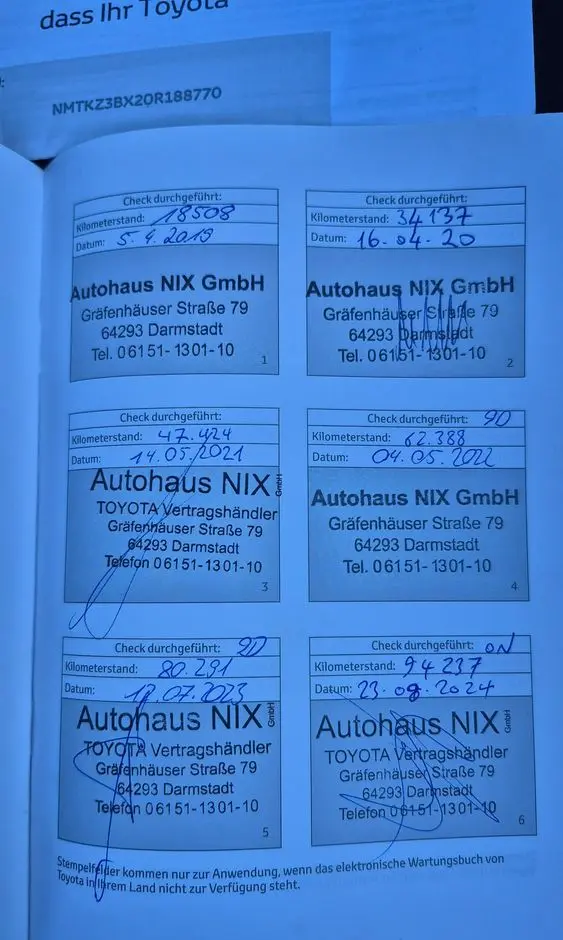 dass Ihr Toyota
NMTKZ3BX20R188770
Check durchgeführt:
Kilometerstand: 18508
Datum: 5.4.2019
Autohaus NIX GmbH
Gräfenhäuser Straße 79
64293 Darmstadt
Tel. 06151-1301-10
1
Check durchgeführt:
Kilometerstand: 34137
Datum: 16.04.20
Autohaus NIX GmbH
Gräfenhäuser Straße 79
64293 Darmstadt
Tel. 06151-1301-10
2
Check durchgeführt:
Kilometerstand: 47.424
Datum: 14.05.2021
Autohaus NIX GmbH
TOYOTA Vertragshändler
Gräfenhäuser Straße 79
64293 Darmstadt
Telefon 06151-1301-10
3
Check durchgeführt:
Kilometerstand: 62.388
Datum: 04.05.2022
Autohaus NIX GmbH
Gräfenhäuser Straße 79
64293 Darmstadt
Tel. 06151-1301-10
4
Check durchgeführt:
Kilometerstand: 80.291
Datum: 07.2023
Autohaus NIX GmbH
TOYOTA Vertragshändler
Gräfenhäuser Straße 79
64293 Darmstadt
Telefon 06151-1301-10
5
Check durchgeführt: ON
Kilometerstand: 94237
Datum: 23.08.2024
Autohaus NIX GmbH
TOYOTA Vertragshändler
Gräfenhäuser Straße 79
64293 Darmstadt
Telefon 06151-1301-10
6
Stempelfelder kommen nur zur Anwendung, wenn das elektronische Wartungsbuch von
Toyota in Ihrem Land nicht zur Verfügung steht.